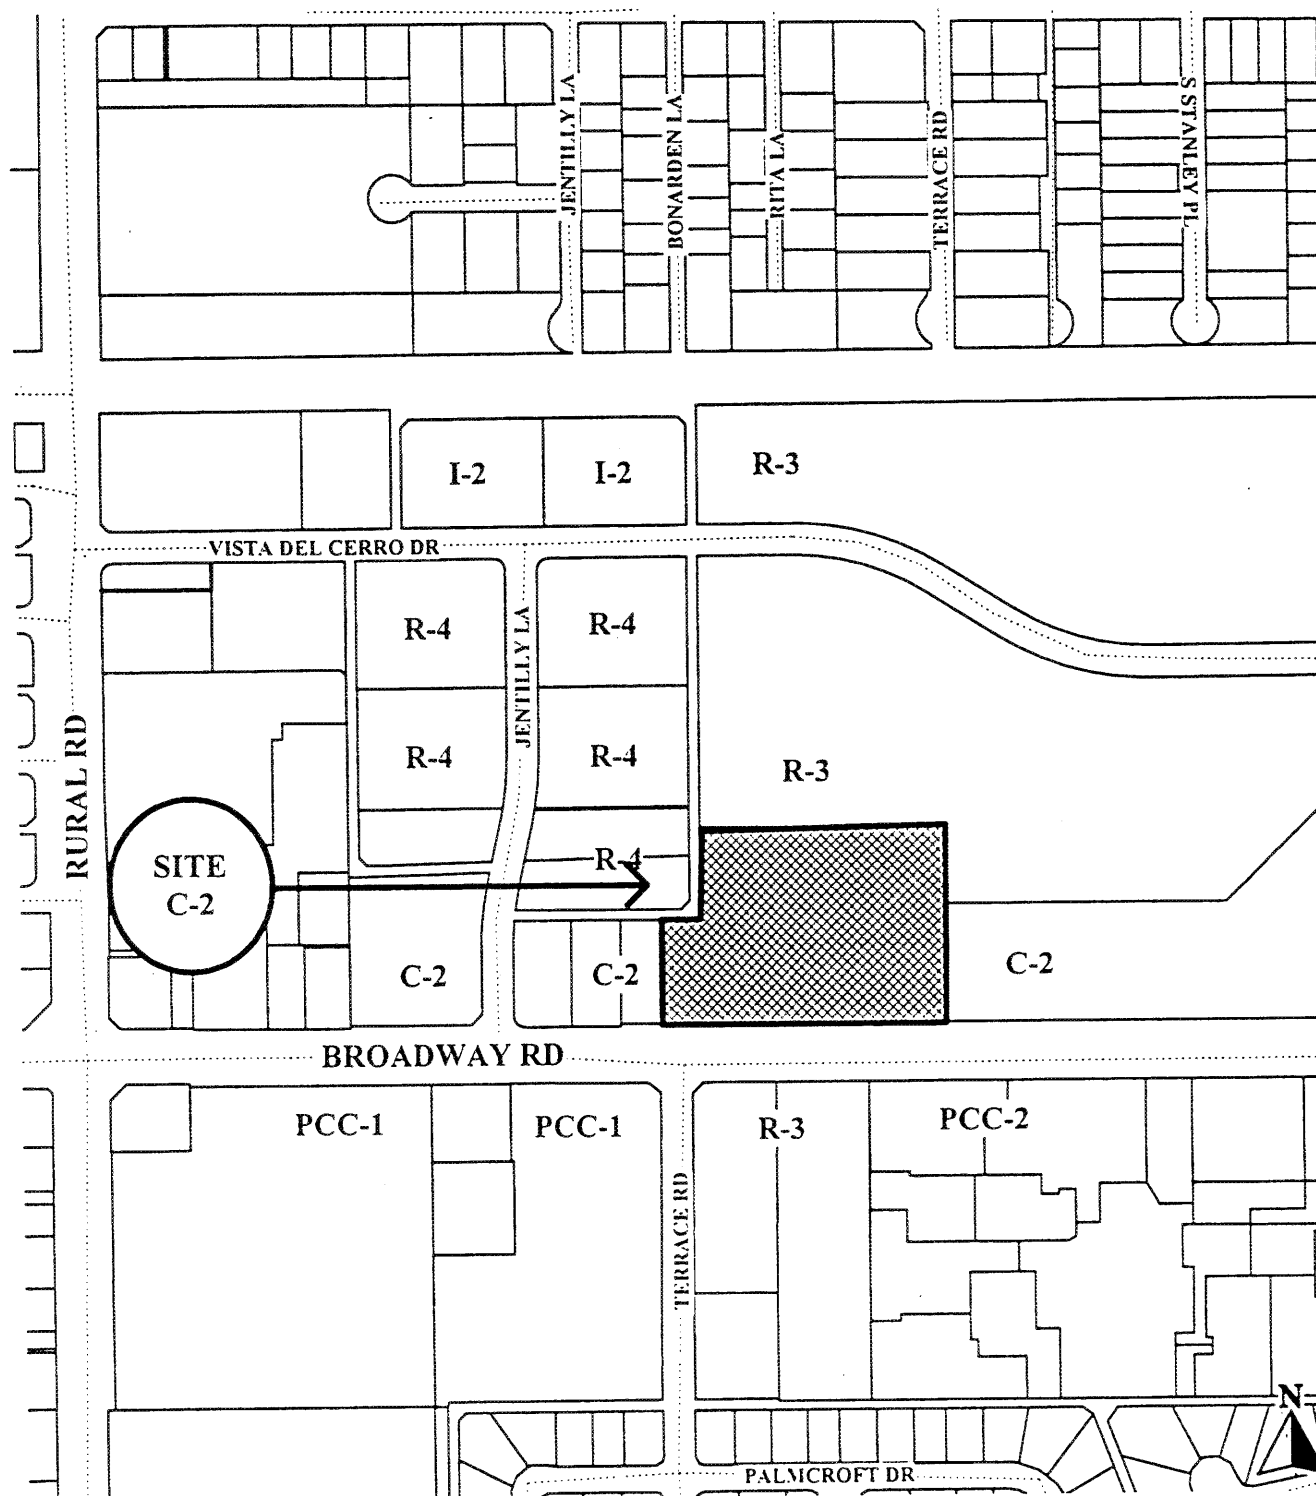 JENTILLY LA
BONARDEN LA
RITA LA
TERRACE RD
S STANLEY PL
I-2
I-2
R-3
VISTA DEL CERRO DR
R-4
R-4
JENTILLY LA
R-4
R-4
R-3
RURAL RD
SITE
C-2
R-4
C-2
C-2
C-2
BROADWAY RD
PCC-1
PCC-1
R-3
PCC-2
TERRACE RD
N
PALMCROFT DR